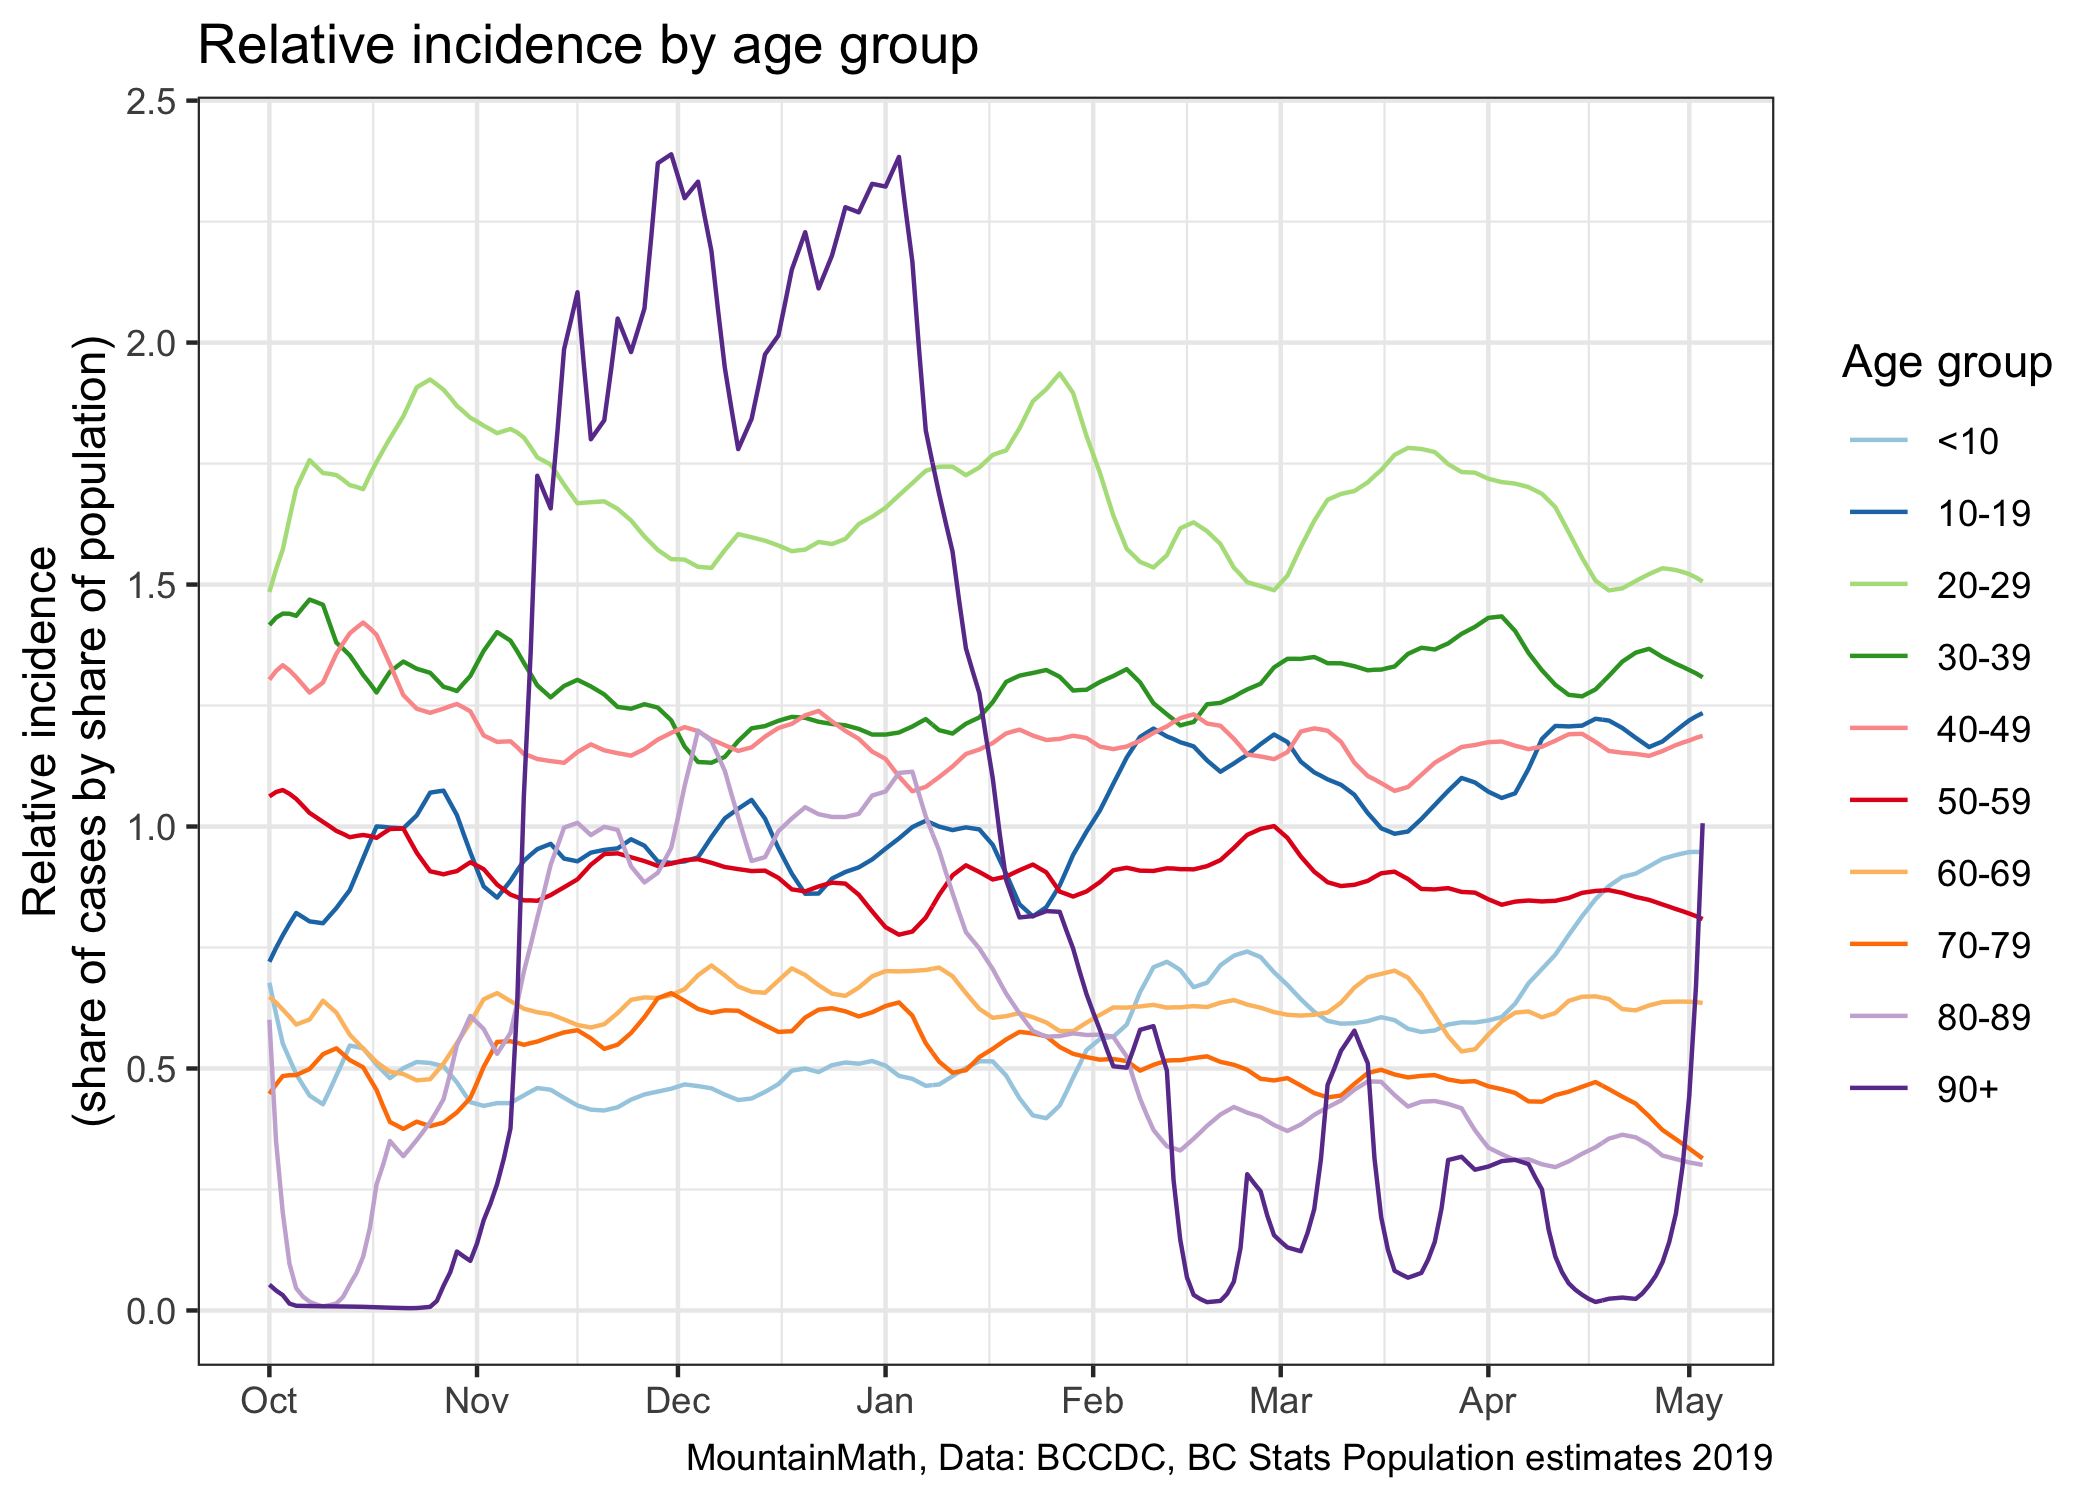 Relative incidence by age group
Relative incidence
(share of cases by share of population)
2.5
2.0
1.5
1.0
0.5
0.0
Oct
Nov
Dec
Jan
Feb
Mar
Apr
May
Age group
<10
10-19
20-29
30-39
40-49
50-59
60-69
70-79
80-89
90+
MountainMath, Data: BCCDC, BC Stats Population estimates 2019